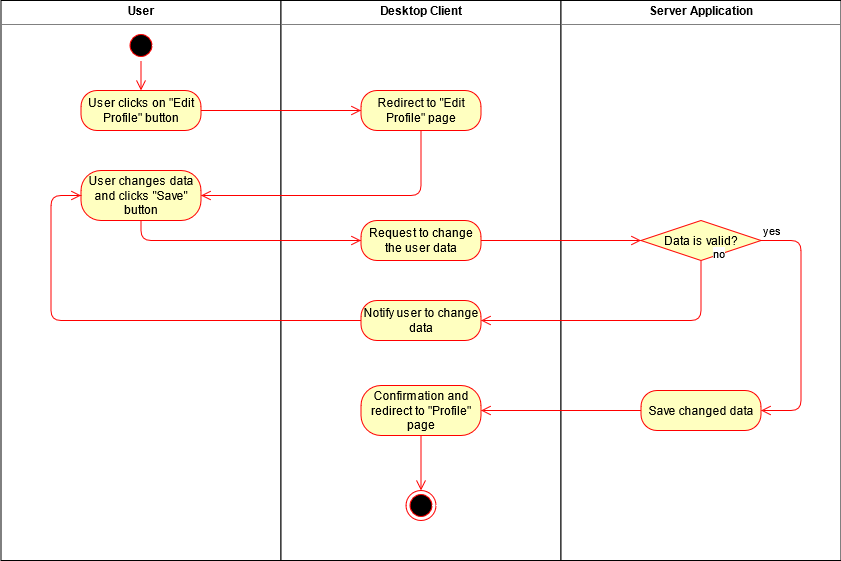 User
Desktop Client
Server Application
User clicks on "Edit
Profile" button
Redirect to "Edit
Profile" page
User changes data
and clicks "Save"
button
Request to change
the user data
Data is valid?
yes
no
Notify user to change
data
Confirmation and
redirect to "Profile"
page
Save changed data